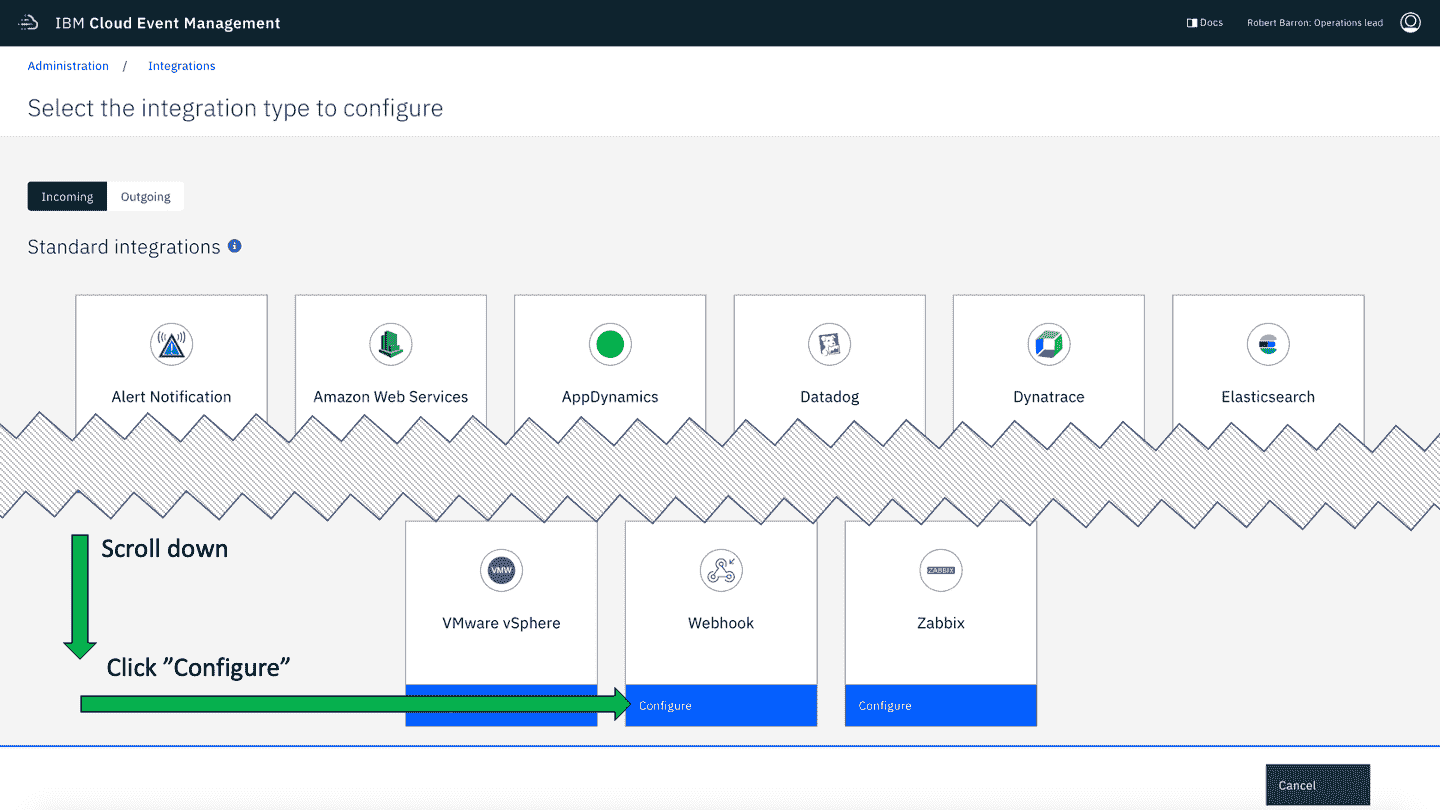 IBM Cloud Event Management
Docs
Robert Barron: Operations lead
Administration / Integrations
Select the integration type to configure
Incoming
Outgoing
Standard integrations
Alert Notification
Amazon Web Services
AppDynamics
Datadog
Dynatrace
Elasticsearch
Scroll down
VMW
ZABBIX
VMware vSphere
Webhook
Zabbix
Click ”Configure”
Configure
Configure
Cancel